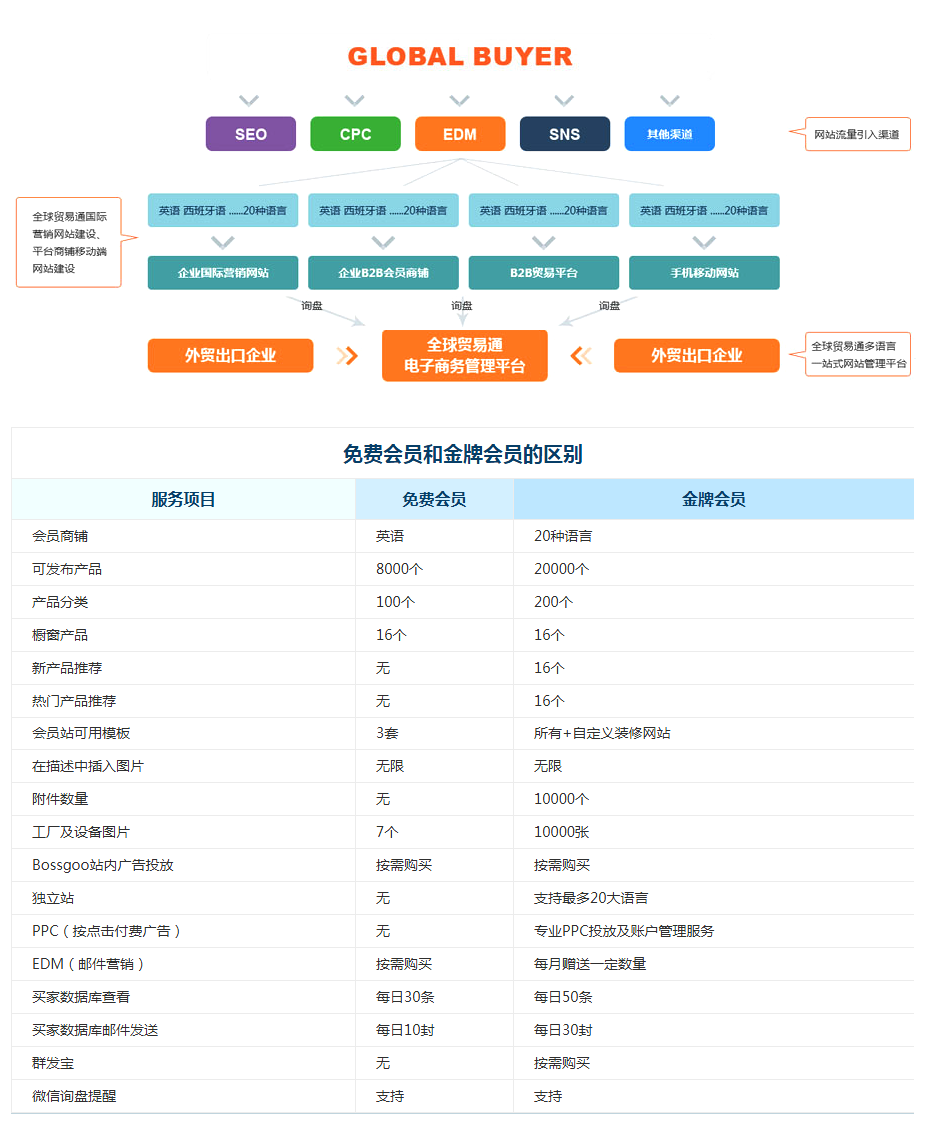 GLOBAL BUYER
SEO
CPC
EDM
SNS
其他渠道
网站流量引入渠道
全球贸易通国际
营销网站建设、
平台商铺移动端
网站建设
英语 西班牙语 ......20种语言
英语 西班牙语 ......20种语言
英语 西班牙语 ......20种语言
英语 西班牙语 ......20种语言
企业国际营销网站
企业B2B会员商铺
B2B贸易平台
手机移动网站
询盘
询盘
询盘
外贸出口企业
全球贸易通
电子商务管理平台
外贸出口企业
全球贸易通多语言
一站式网站管理平台
免费会员和金牌会员的区别
服务项目 免费会员 金牌会员
会员商铺 英语 20种语言
可发布产品 8000个 20000个
产品分类 100个 200个
橱窗产品 16个 16个
新产品推荐 无 16个
热门产品推荐 无 16个
会员站可用模板 3套 所有+自定义装修网站
在描述中插入图片 无限 无限
附件数量 无 10000个
工厂及设备图片 7个 10000张
Bossgoo站内广告投放 按需购买 按需购买
独立站 无 支持最多20大语言
PPC（按点击付费广告） 无 专业PPC投放及账户管理服务
EDM（邮件营销） 按需购买 每月赠送一定数量
买家数据库查看 每日30条 每日50条
买家数据库邮件发送 每日10封 每日30封
群发宝 无 按需购买
微信询盘提醒 支持 支持